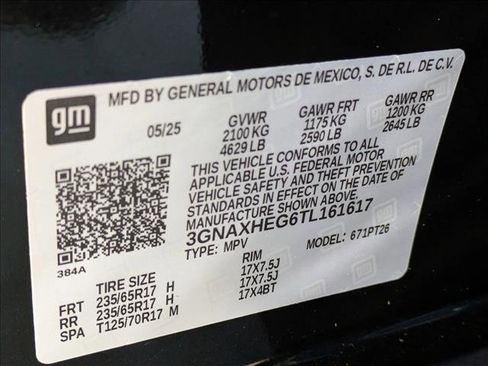 gm
MFD BY GENERAL MOTORS DE MEXICO, S. DE R.L. DE C.V.
05/25 GVWR GAWR FRT GAWR RR
2100 KG 1175 KG 1200 KG
4629 LB 2590 LB 2645 LB
THIS VEHICLE CONFORMS TO ALL
APPLICABLE U.S. FEDERAL MOTOR
VEHICLE SAFETY AND THEFT PREVENTION
STANDARDS IN EFFECT ON THE DATE OF
MANUFACTURE SHOWN ABOVE.
3GNAXHEG6TL161617
TYPE: MPV MODEL: 671PT26
384A
TIRE SIZE RIM
FRT 235/65R17 H 17X7.5J
RR 235/65R17 H 17X7.5J
SPA T125/70R17 M 17X4BT